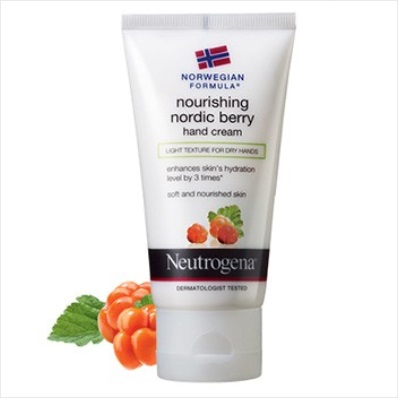 NORWEGIAN
FORMULA®
nourishing
nordic berry
hand cream
LIGHT TEXTURE FOR DRY HANDS
enhances skin's hydration
level by 3 times*
soft and nourished skin
Neutrogena®
DERMATOLOGIST TESTED